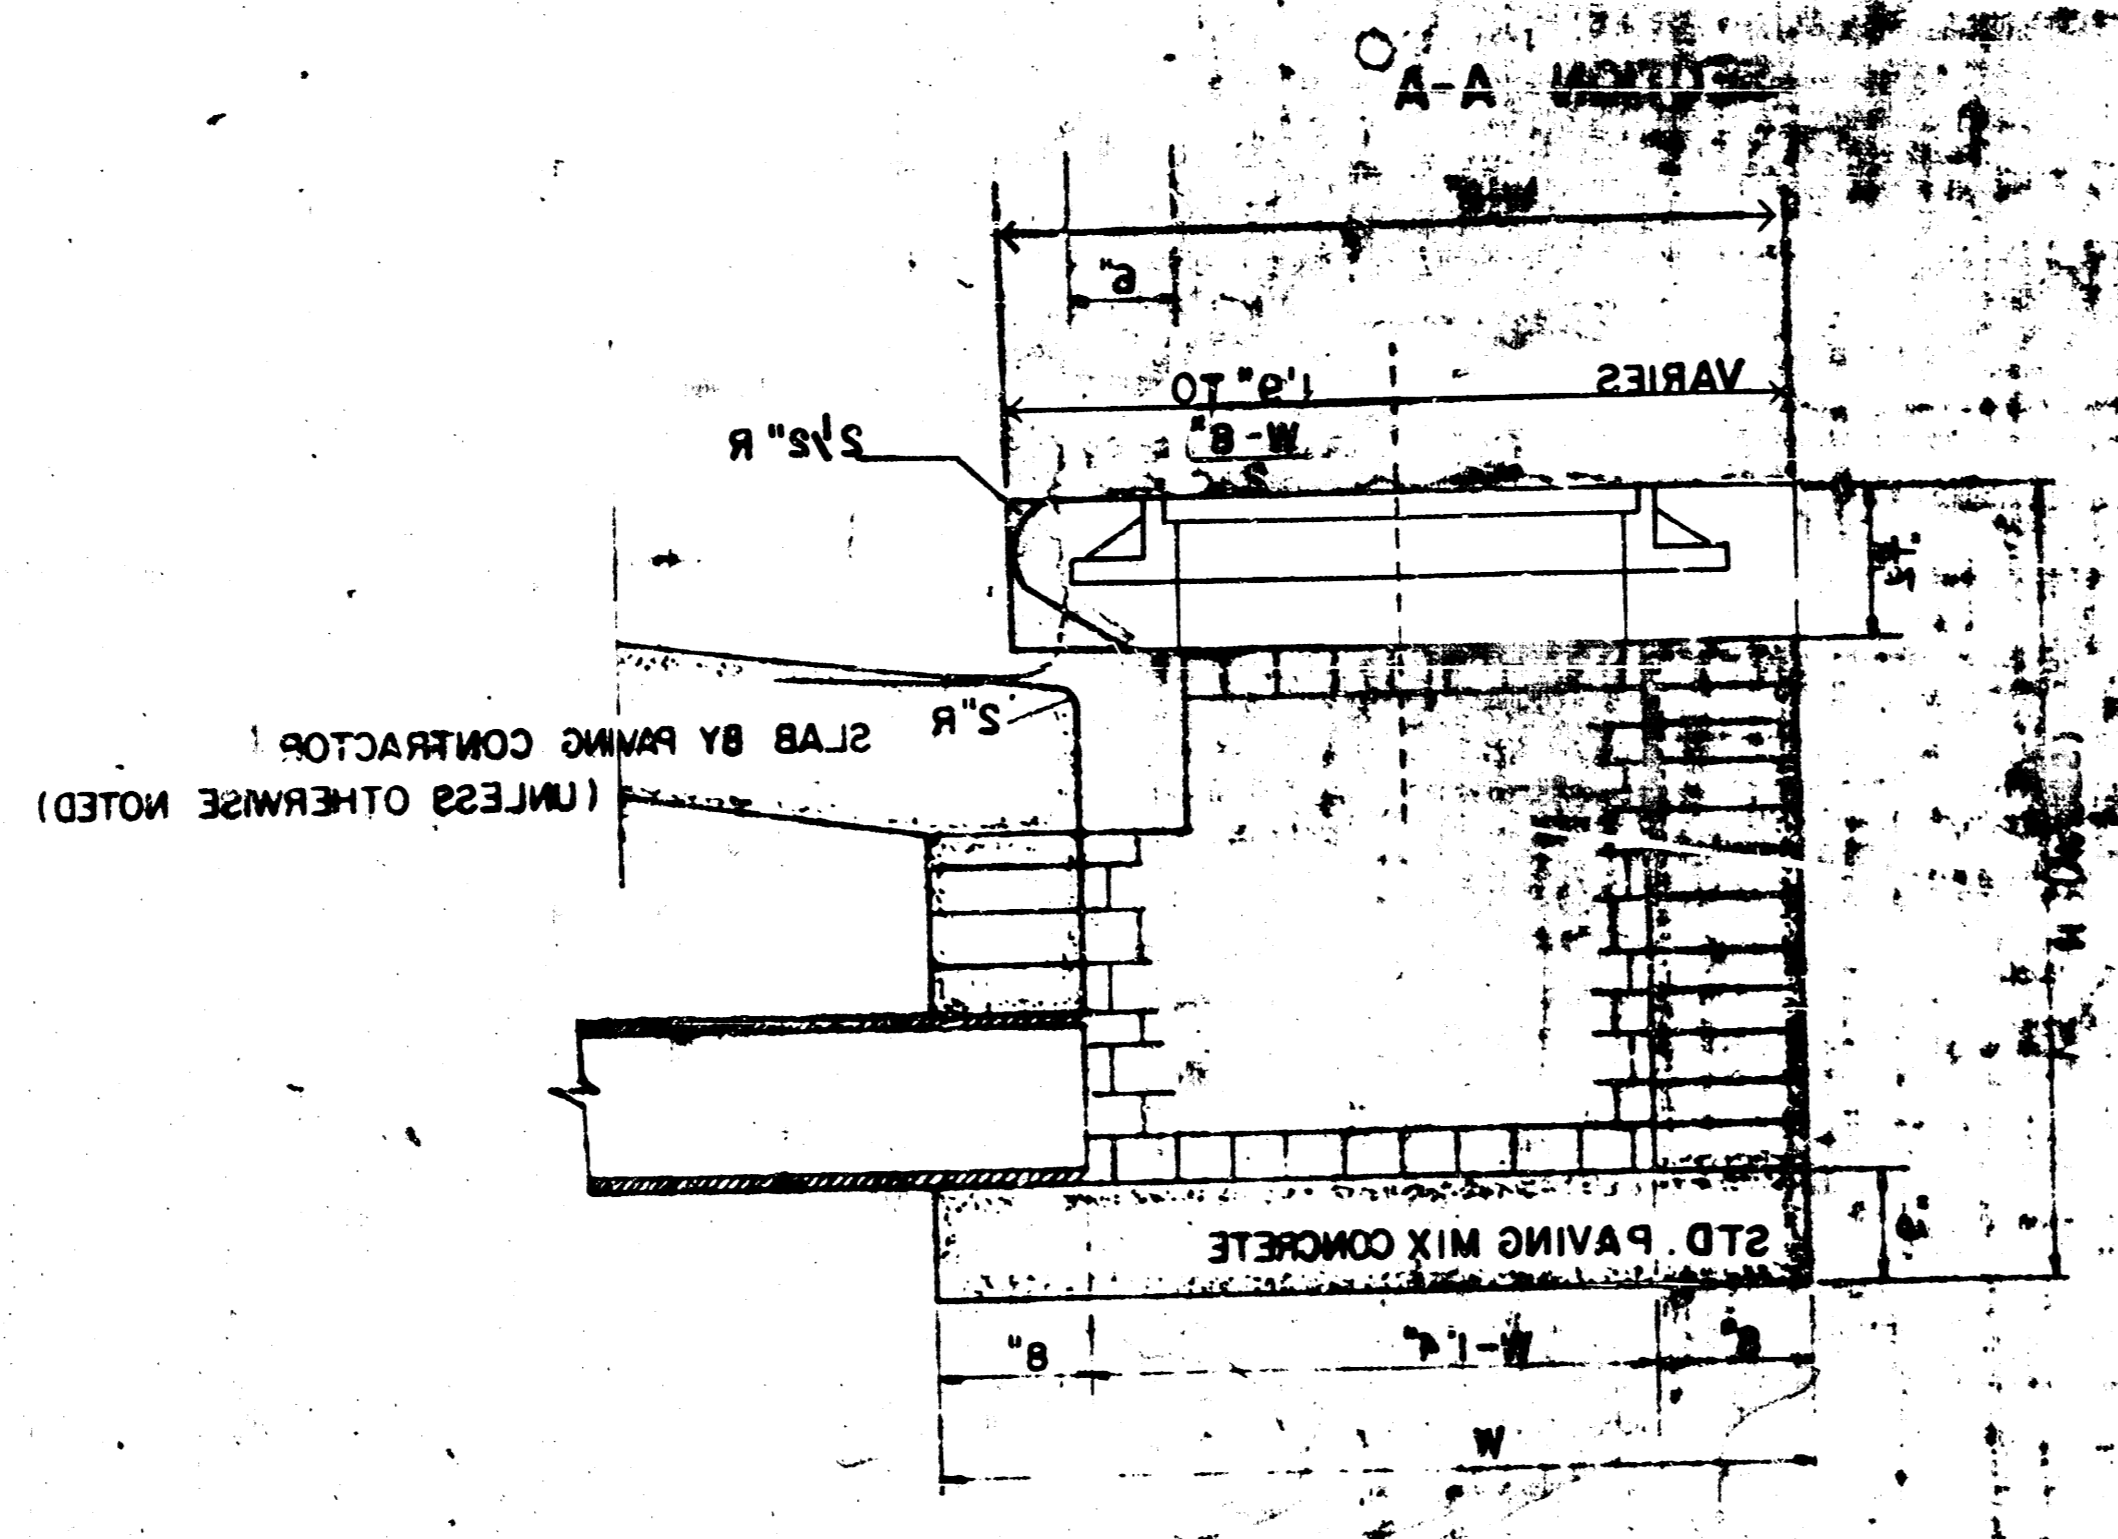 SECTION A-A
6"
VARIES
1'9" TO
W-8"
2
2½" R
2" R
SLAB BY PAVING CONTRACTOR
(UNLESS OTHERWISE NOTED)
STD. PAVING MIX CONCRETE
8"
W-1'4"
8"
W